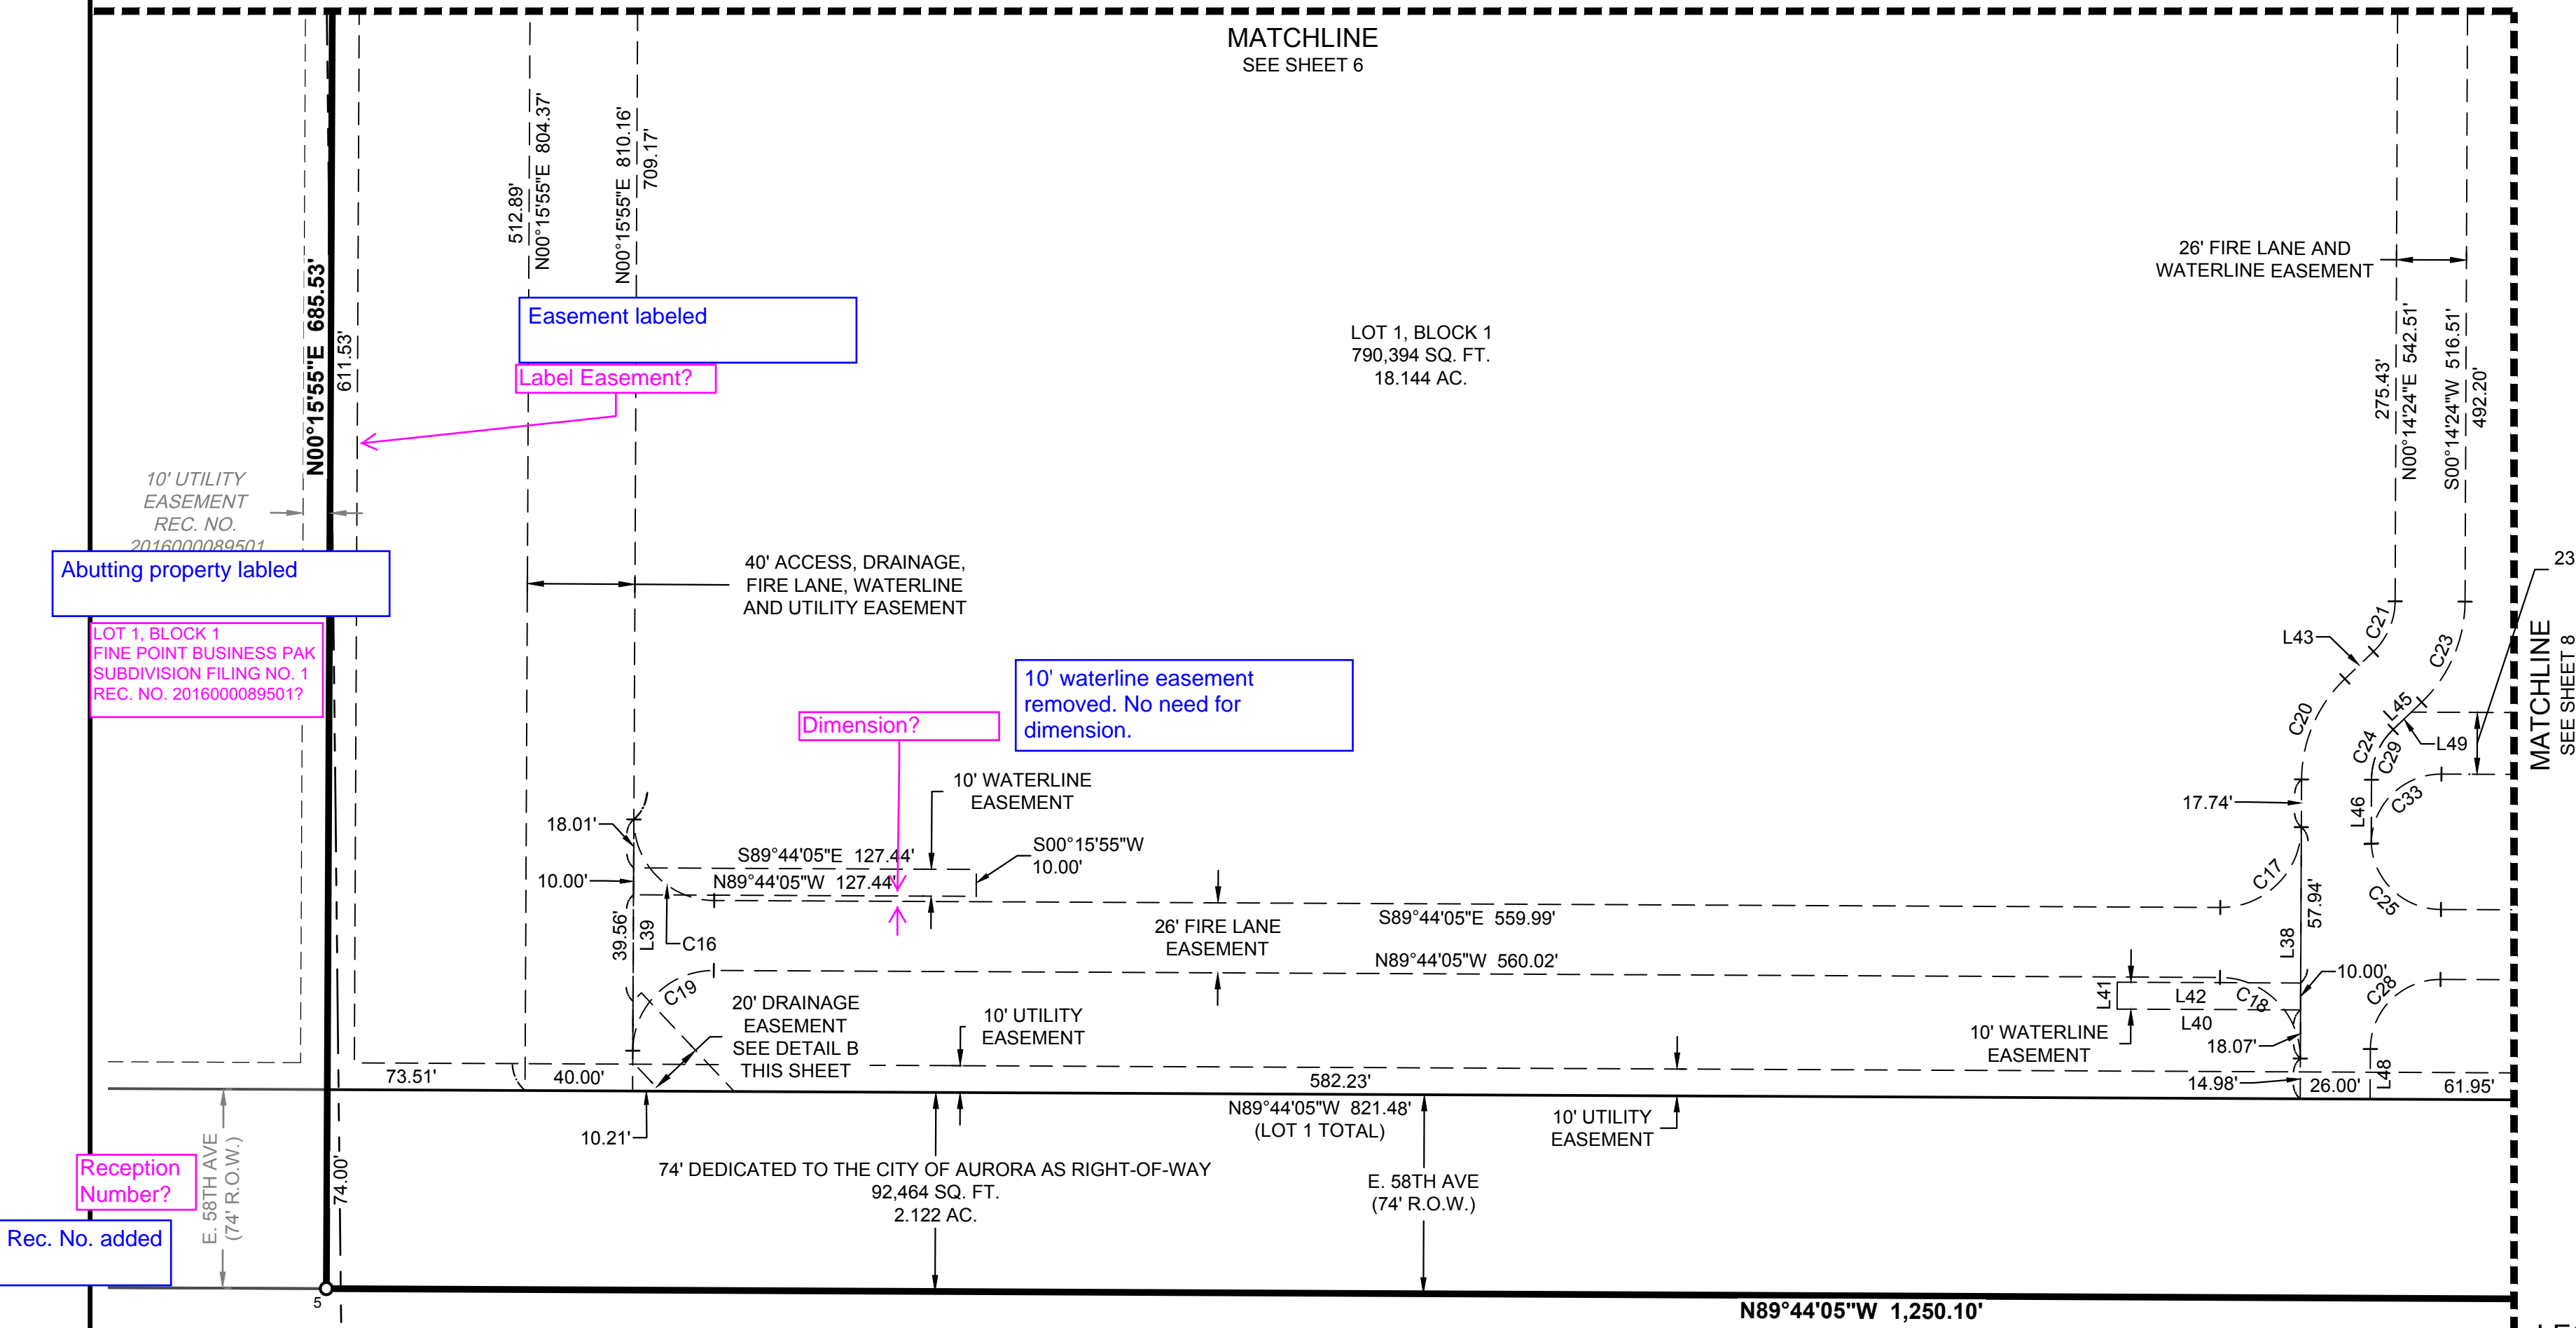 MATCHLINE
SEE SHEET 6
512.89'
N00°15'55"E 804.37'
N00°15'55"E 810.16'
709.17'
N00°15'55"E 685.53'
611.53'
Easement labeled
Label Easement?
LOT 1, BLOCK 1
790,394 SQ. FT.
18.144 AC.
26' FIRE LANE AND
WATERLINE EASEMENT
275.43'
N00°14'24"E 542.51'
S00°14'24"W 516.51'
492.20'
10' UTILITY
EASEMENT
REC. NO.
2016000089501
Abutting property labled
LOT 1, BLOCK 1
FINE POINT BUSINESS PAK
SUBDIVISION FILING NO. 1
REC. NO. 2016000089501?
40' ACCESS, DRAINAGE,
FIRE LANE, WATERLINE
AND UTILITY EASEMENT
10' waterline easement
removed. No need for
dimension.
Dimension?
10' WATERLINE
EASEMENT
18.01'
S89°44'05"E 127.44'
S00°15'55"W
10.00'
10.00'
N89°44'05"W 127.44'
39.56'
L39
C16
C19
26' FIRE LANE
EASEMENT
S89°44'05"E 559.99'
N89°44'05"W 560.02'
20' DRAINAGE
EASEMENT
SEE DETAIL B
THIS SHEET
10' UTILITY
EASEMENT
L43
C21
C23
C20
L45
C24
C29
L49
23
MATCHLINE
SEE SHEET 8
17.74'
L46
C33
C17
57.94'
C25
L38
10.00'
L41
L42
C18
C28
L40
10' WATERLINE
EASEMENT
18.07'
73.51'
40.00'
582.23'
14.98'
26.00'
L48
61.95'
N89°44'05"W 821.48'
(LOT 1 TOTAL)
10' UTILITY
EASEMENT
10.21'
Reception
Number?
E. 58TH AVE
(74' R.O.W.)
74.00'
74' DEDICATED TO THE CITY OF AURORA AS RIGHT-OF-WAY
92,464 SQ. FT.
2.122 AC.
E. 58TH AVE
(74' R.O.W.)
Rec. No. added
5
N89°44'05"W 1,250.10'